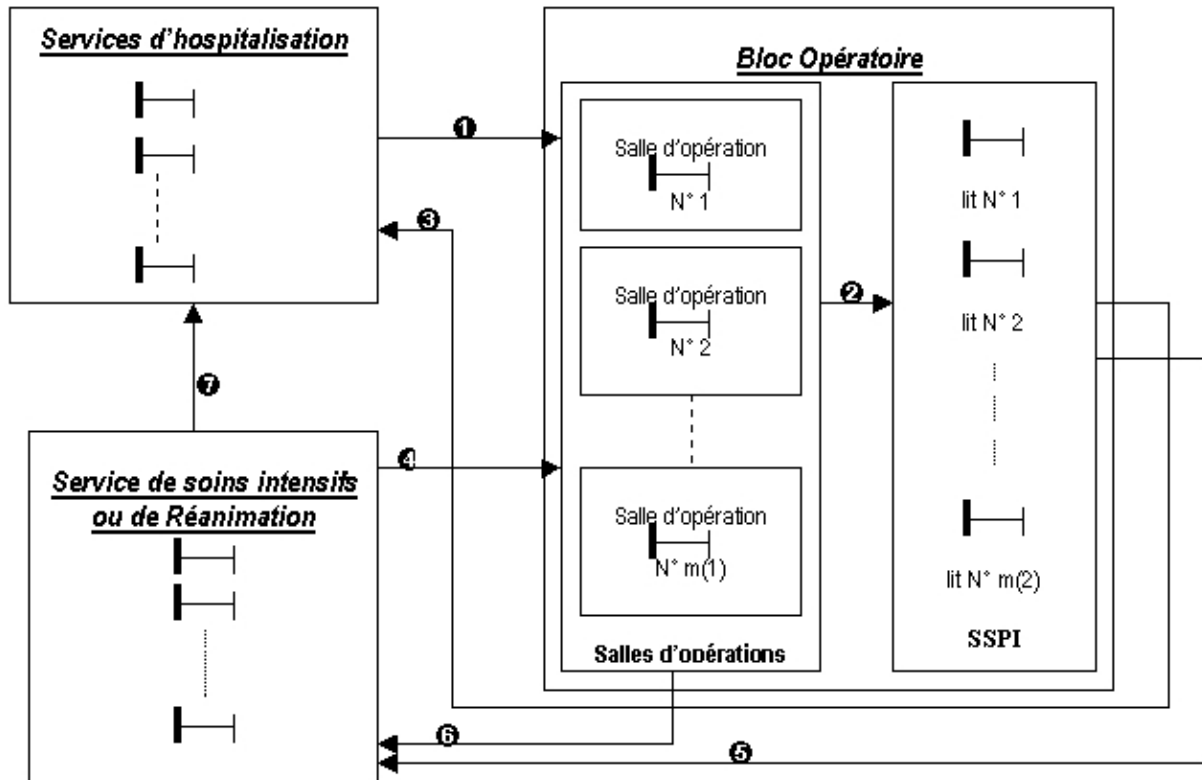 Services d'hospitalisation
Bloc Opératoire
❶
Salle d'opération
N° 1
lit N° 1
❸
Salle d'opération
N° 2
❷
lit N° 2
❼
Service de soins intensifs
ou de Réanimation
❹
Salle d'opération
N° m(1)
lit N° m(2)
Salles d'opérations
SSPI
❻
❺